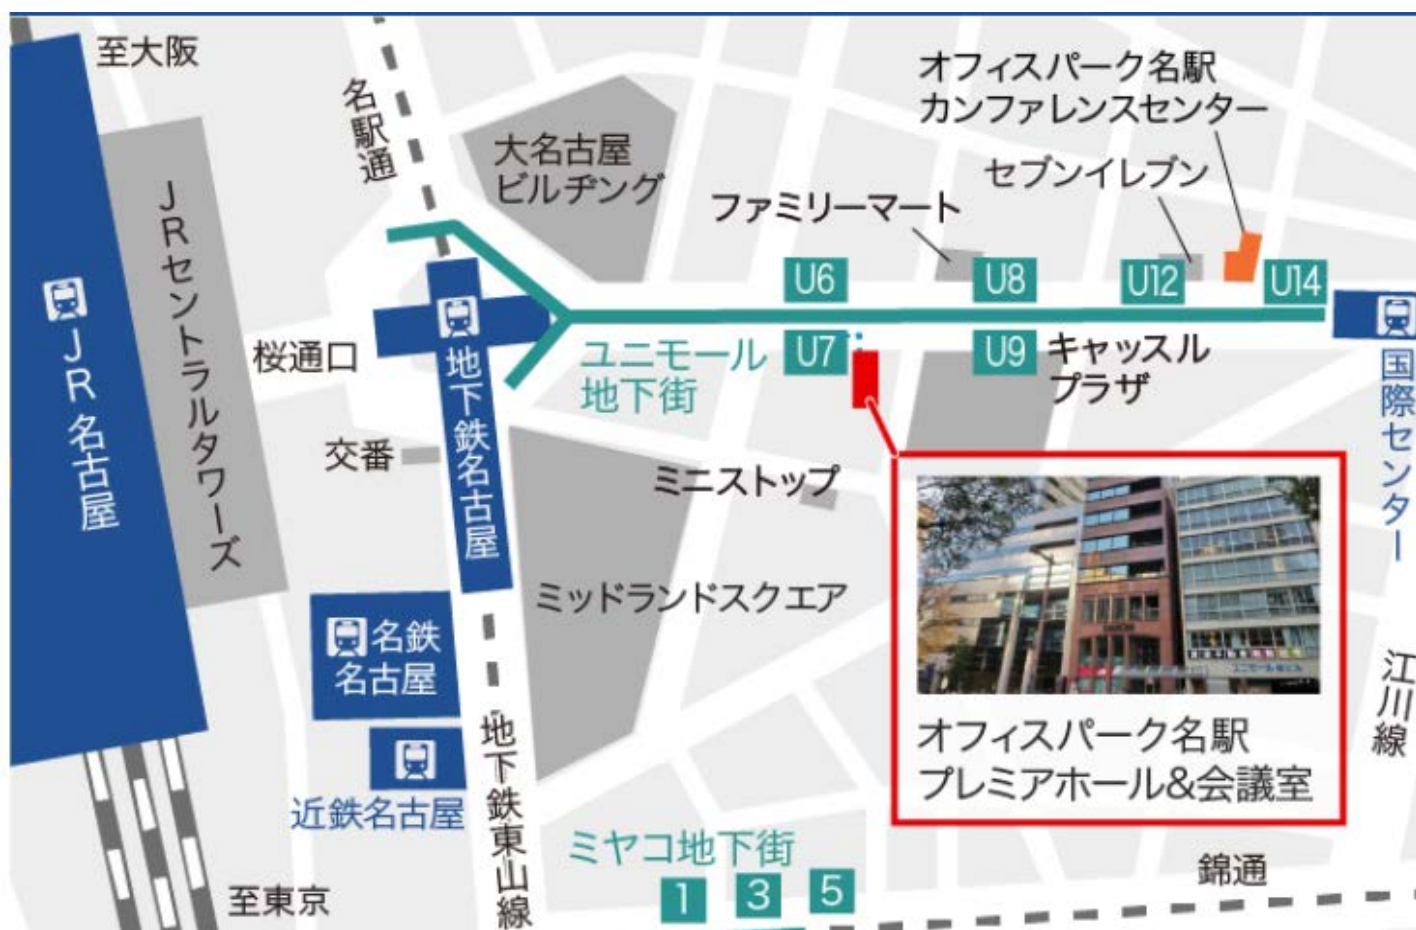 至大阪
名駅通
大名古屋
ビルヂング
オフィスパーク名駅
カンファレンスセンター
セブンイレブン
ファミリーマート
JRセントラルタワーズ
JR名古屋
U6
U8
U12
U14
桜通口
地下鉄名古屋
ユニモール
地下街
U7
U9
キャッスル
プラザ
国際センター
交番
ミニストップ
ミッドランドスクエア
名鉄
名古屋
近鉄名古屋
地下鉄東山線
オフィスパーク名駅
プレミアホール&会議室
江川線
ミヤコ地下街
1
3
5
錦通
至東京